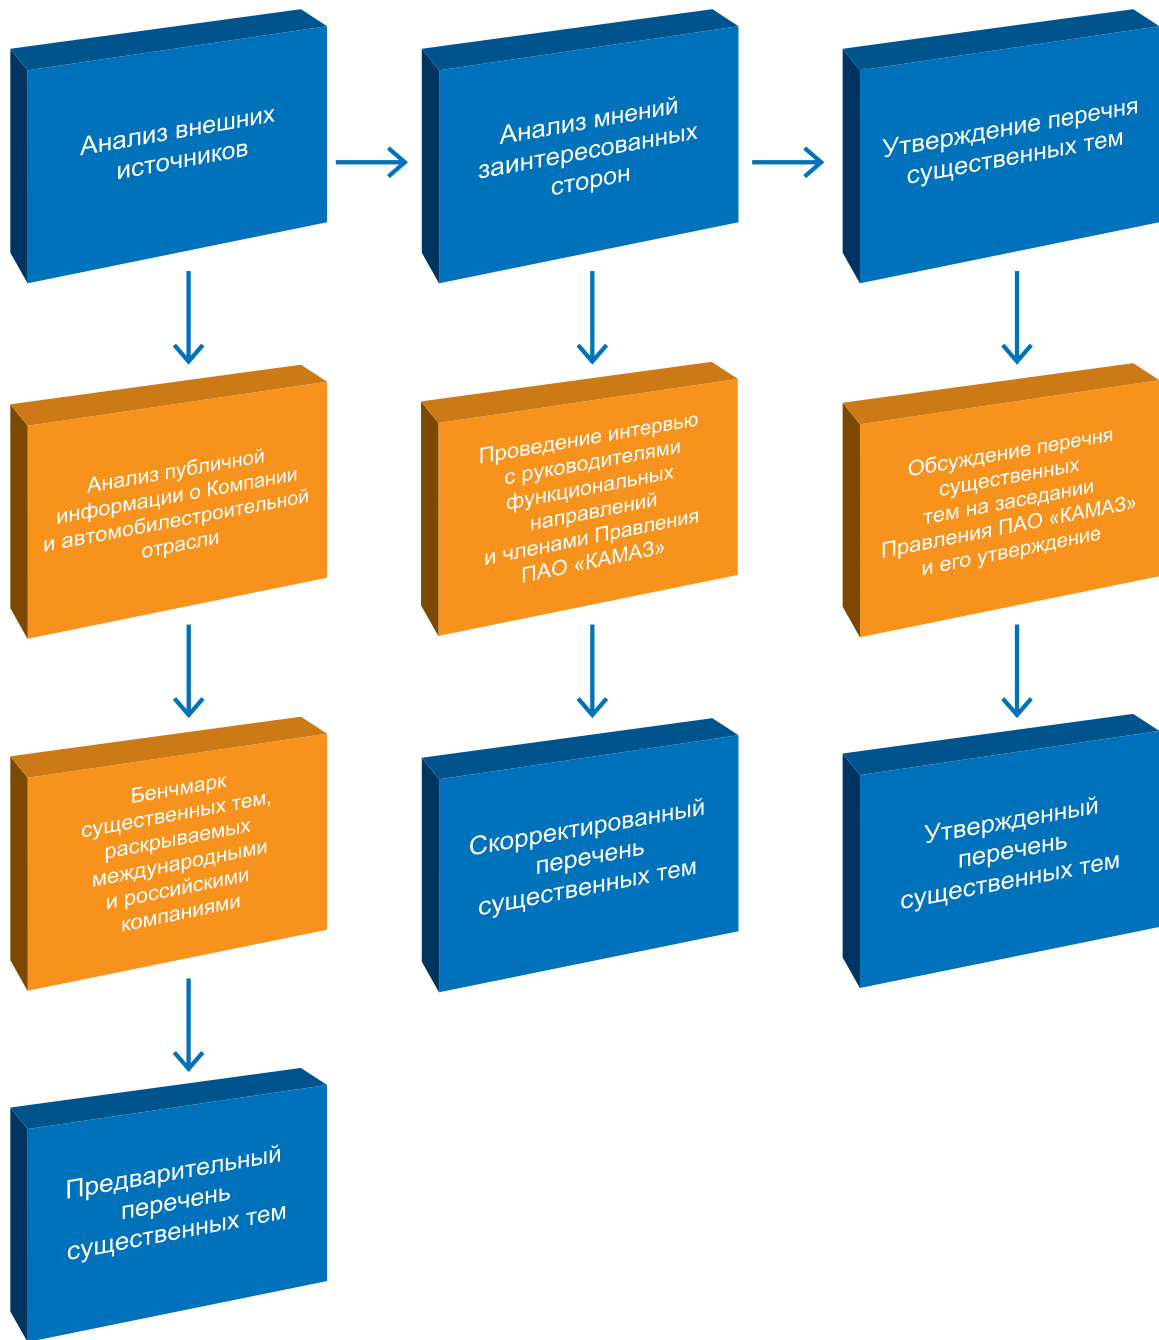 Анализ внешних
источников
Анализ мнений
заинтересованных
сторон
Утверждение перечня
существенных тем
Анализ публичной
информации о Компании
и автомобилестроительной
отрасли
Проведение интервью
с руководителями
функциональных
направлений
и членами Правления
ПАО «КАМАЗ»
Обсуждение перечня
существенных
тем на заседании
Правления ПАО «КАМАЗ»
и его утверждение
Бенчмарк
существенных тем,
раскрываемых
международными
и российскими
компаниями
Скорректированный
перечень
существенных тем
Утвержденный
перечень
существенных тем
Предварительный
перечень
существенных тем